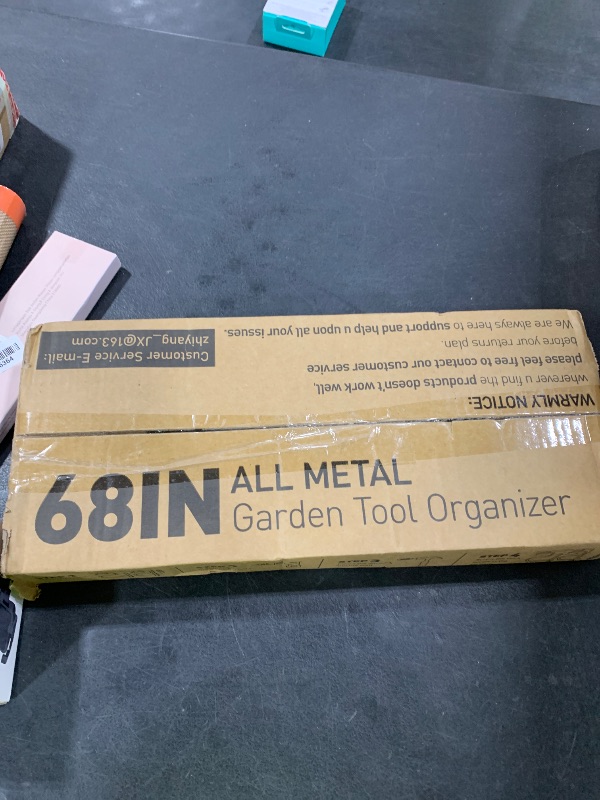 68IN
ALL METAL
Garden Tool Organizer
WARMLY NOTICE:
wherever u find the products doesn't work well,
please feel free to contact our customer service
before your returns plan.
We are always here to support and help u upon all your issues.
Customer Service E-mail:
zhiyang_JX@163.com